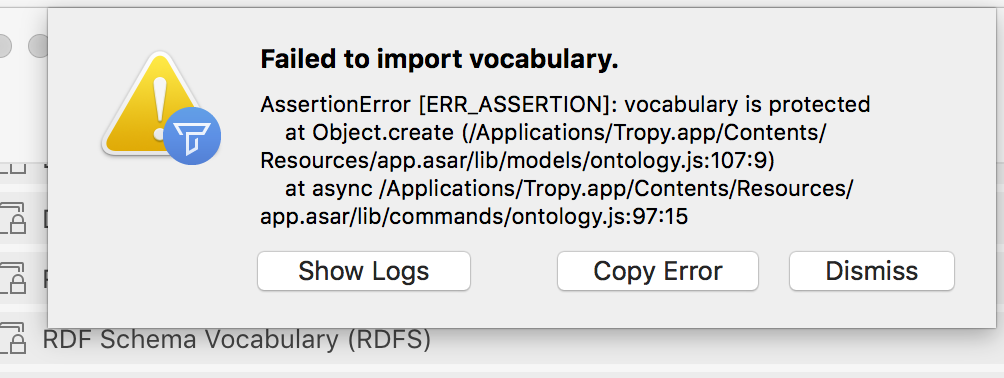 Failed to import vocabulary.
AssertionError [ERR_ASSERTION]: vocabulary is protected
at Object.create (/Applications/Tropy.app/Contents/
Resources/app.asar/lib/models/ontology.js:107:9)
at async /Applications/Tropy.app/Contents/Resources/
app.asar/lib/commands/ontology.js:97:15
Show Logs
Copy Error
Dismiss
RDF Schema Vocabulary (RDFS)